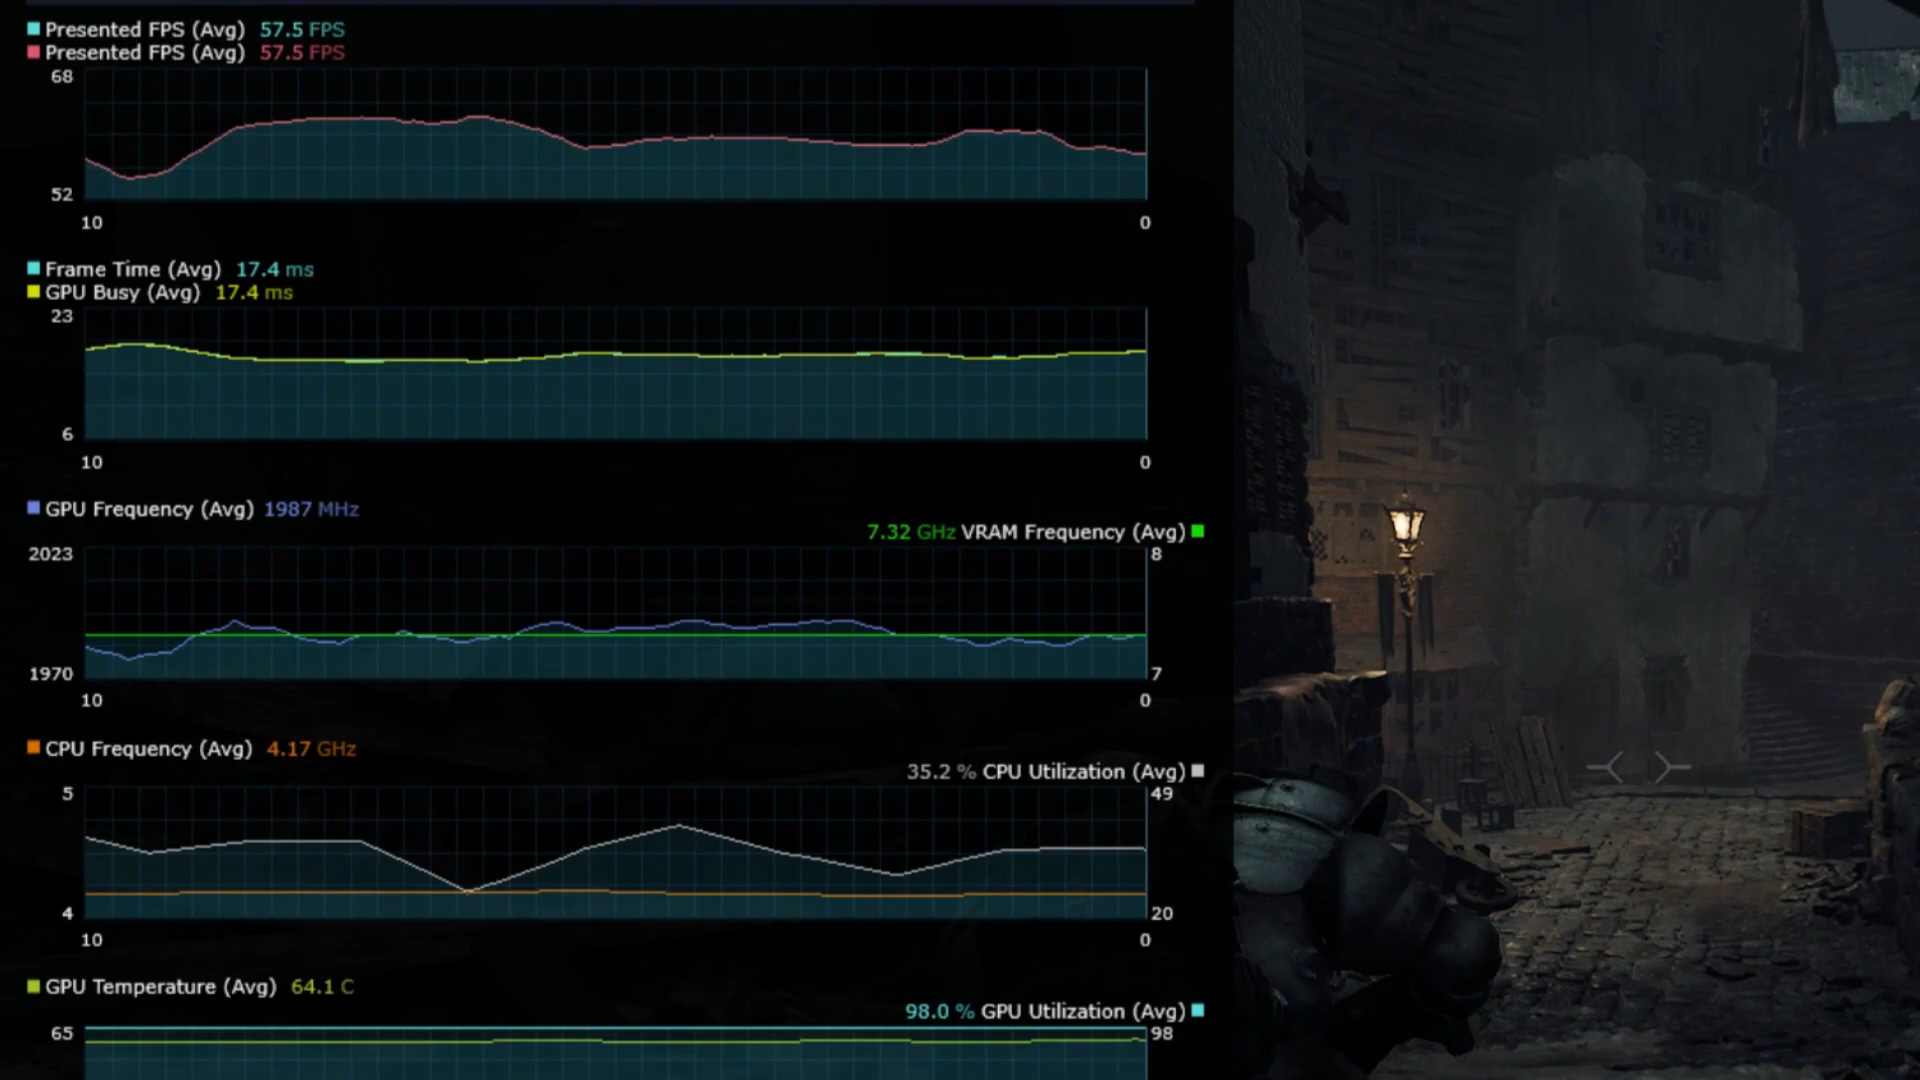 Presented FPS (Avg) 57.5 FPS
Presented FPS (Avg) 57.5 FPS
68
52
10 0
Frame Time (Avg) 17.4 ms
GPU Busy (Avg) 17.4 ms
23
6
10 0
GPU Frequency (Avg) 1987 MHz
7.32 GHz VRAM Frequency (Avg)
2023 8
1970 7
10 0
CPU Frequency (Avg) 4.17 GHz
35.2 % CPU Utilization (Avg)
5 49
4 20
10 0
GPU Temperature (Avg) 64.1 C
98.0 % GPU Utilization (Avg)
65 98